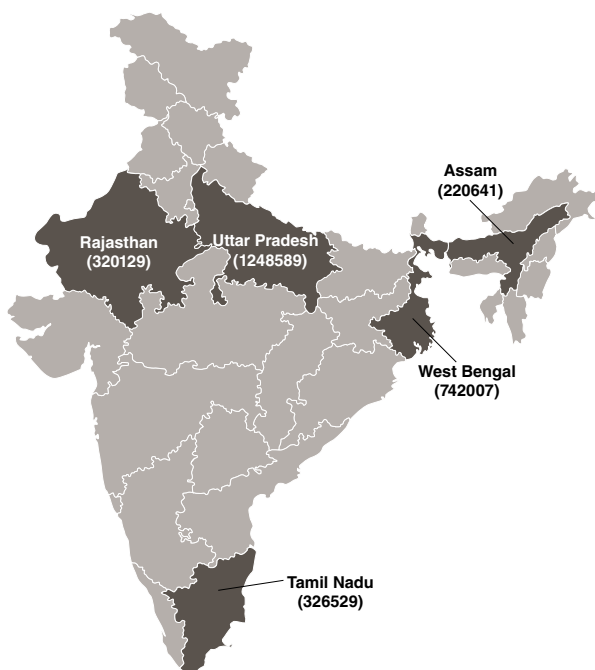 Assam
(220641)
Rajasthan
(320129)
Uttar Pradesh
(1248589)
West Bengal
(742007)
Tamil Nadu
(326529)